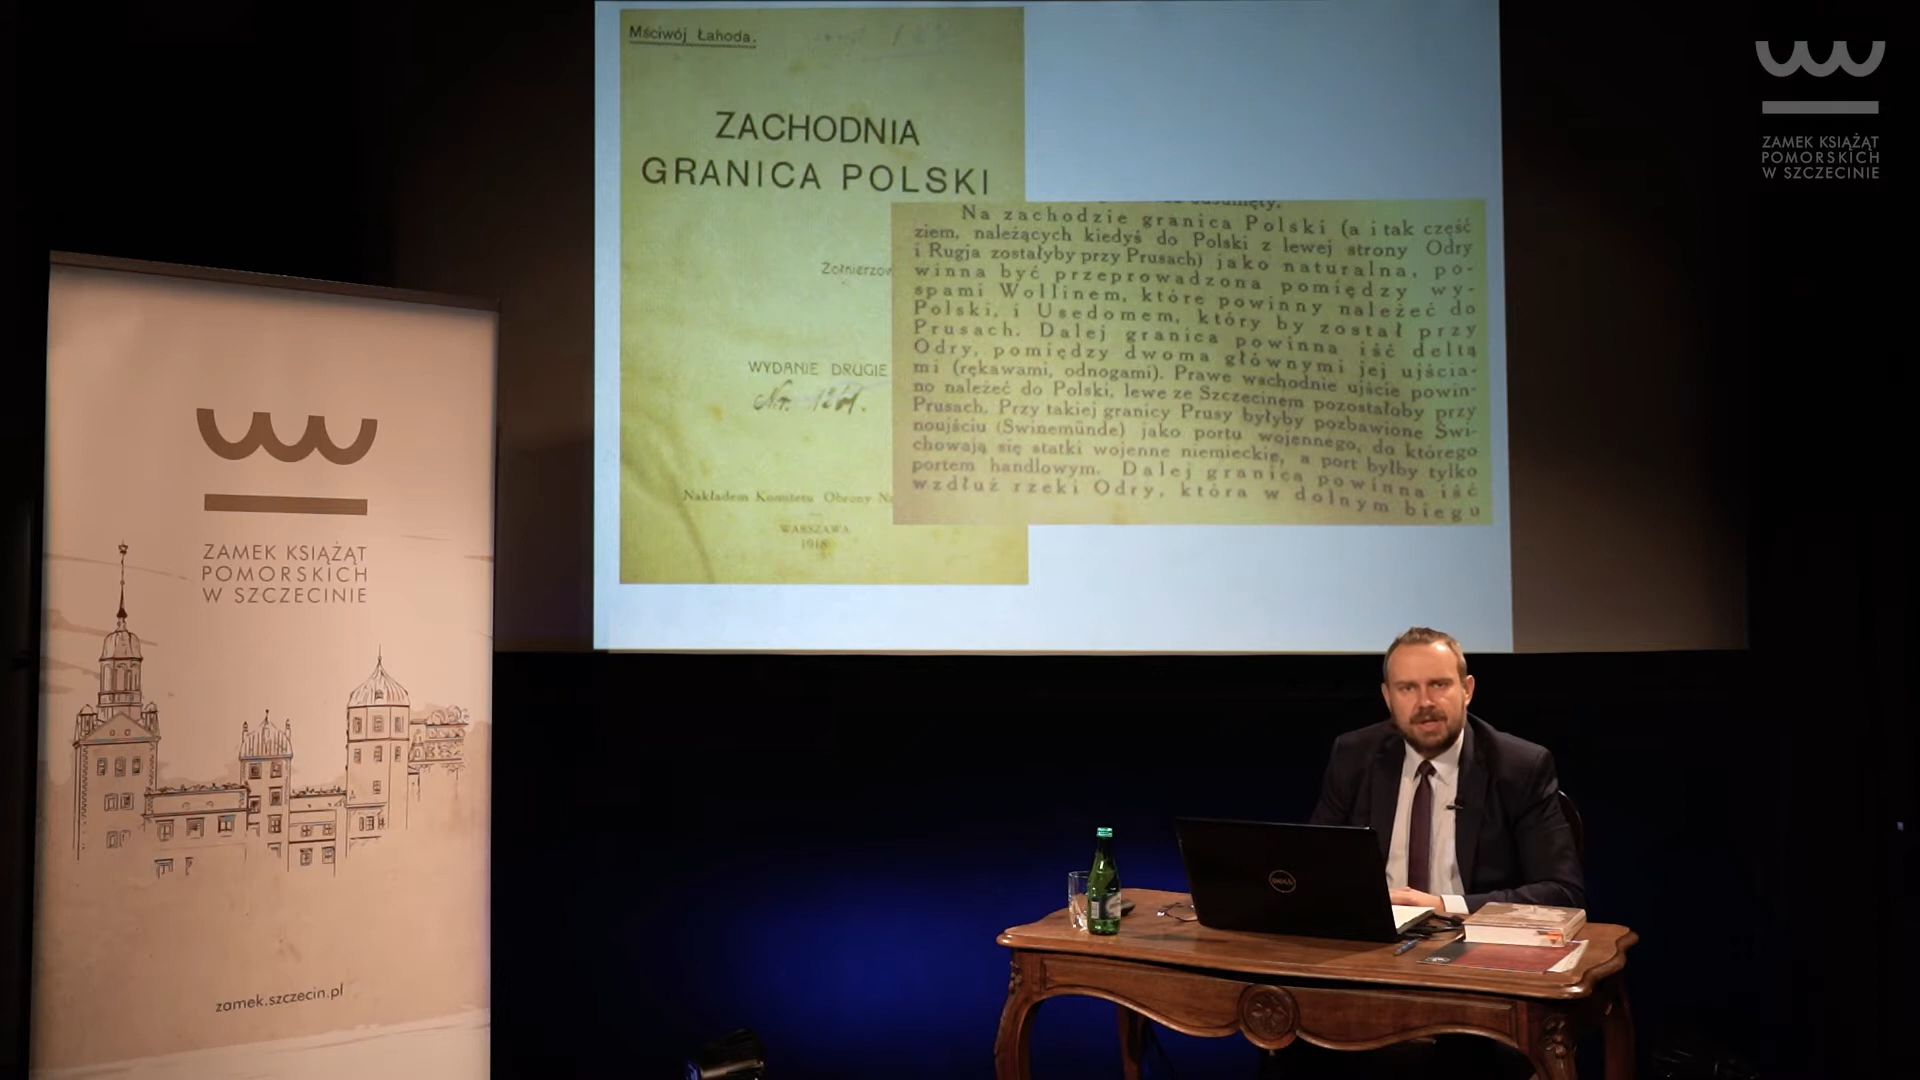 Mściwój Łahoda.
ZACHODNIA
GRANICA POLSKI
Żołnierzow
WYDANIE DRUGIE
Nakładem Komitetu Obrony Na
WARSZAWA
1918
Na zachodzie granica Polski (a i tak część
ziem, należących kiedyś do Polski z lewej strony Odry
i Rugja zostałyby przy Prusach) jako naturalna, po-
winna być przeprowadzona pomiędzy wy-
spami Wollinem, które powinny należeć do
Polski, i Usedomem, który by został przy
Prusach. Dalej granica powinna iść delta
Odry, pomiędzy dwoma głównymi jej ujścia-
mi (rękawami, odnogami). Prawe wschodnie ujście powin-
no należeć do Polski, lewe ze Szczecinem pozostałoby przy
Prusach. Przy takiej granicy Prusy byłyby pozbawione Świ-
noujściu (Swinemünde) jako portu wojennego, do którego
chowają się statki wojenne niemieckie, a port byłby tylko
portem handlowym. Dalej granica powinna iść
wzdłuż rzeki Odry, która w dolnym biegu
ZAMEK KSIĄŻĄT
POMORSKICH
W SZCZECINIE
ZAMEK KSIĄŻĄT
POMORSKICH
W SZCZECINIE
zamek.szczecin.pl
DELL